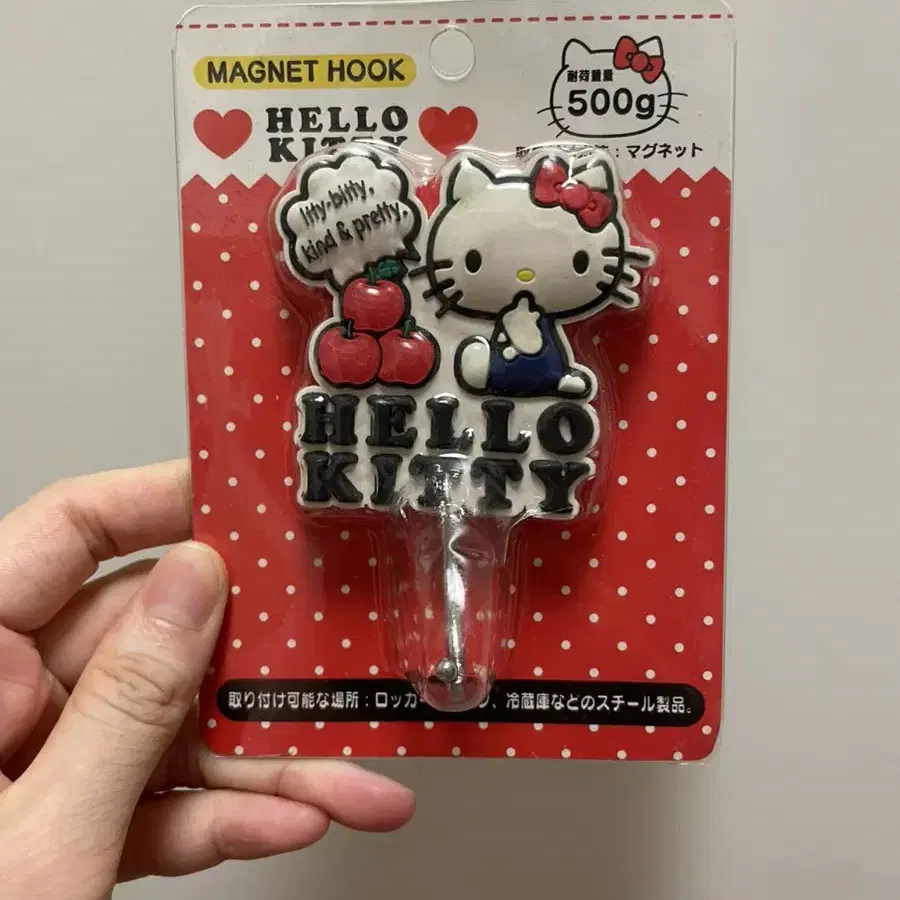 MAGNET HOOK
耐荷重量
500g
HELLO
KITTY
：マグネット
Itty-bitty,
kind & pretty.
HELLO
KITTY
取り付け可能な場所：ロッカー、冷蔵庫などのスチール製品。